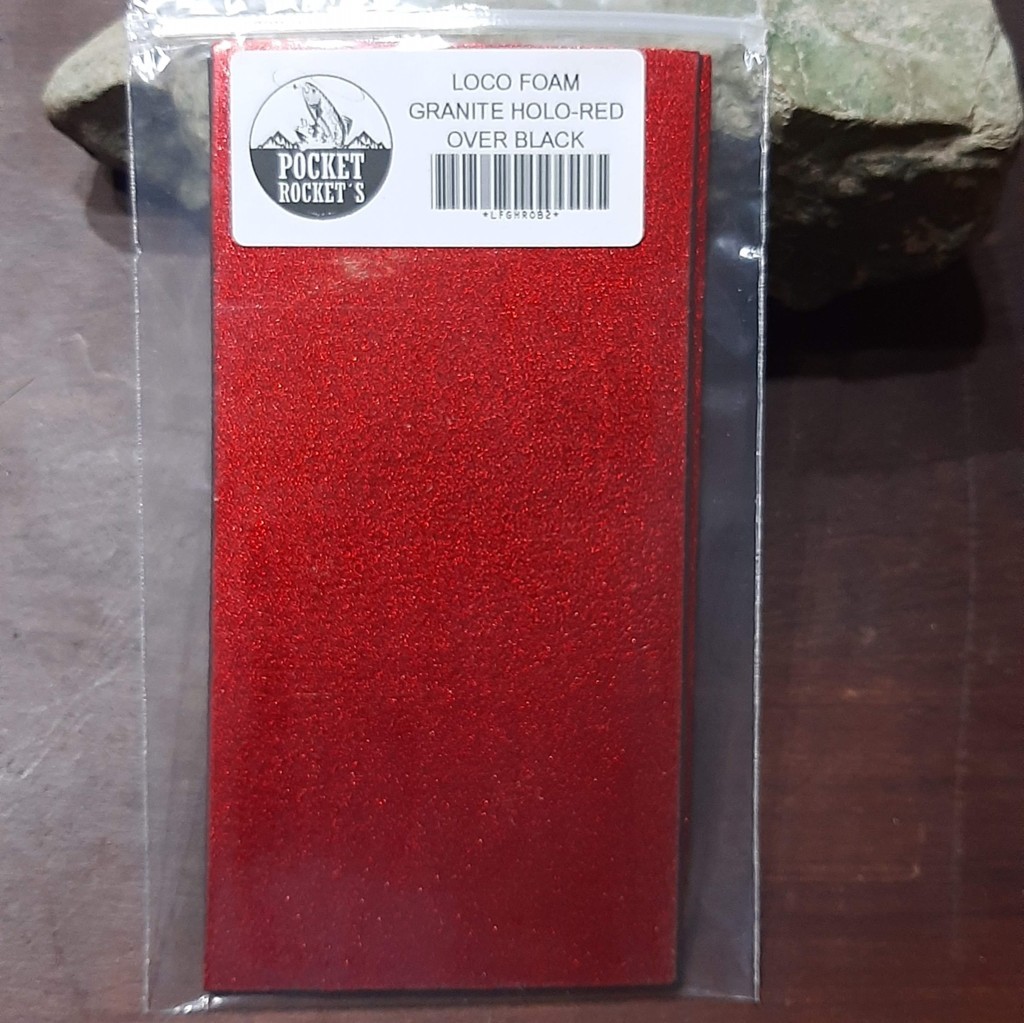 LOCO FOAM
GRANITE HOLO-RED
OVER BLACK
*LFGHROB2*
POCKET
ROCKET´S